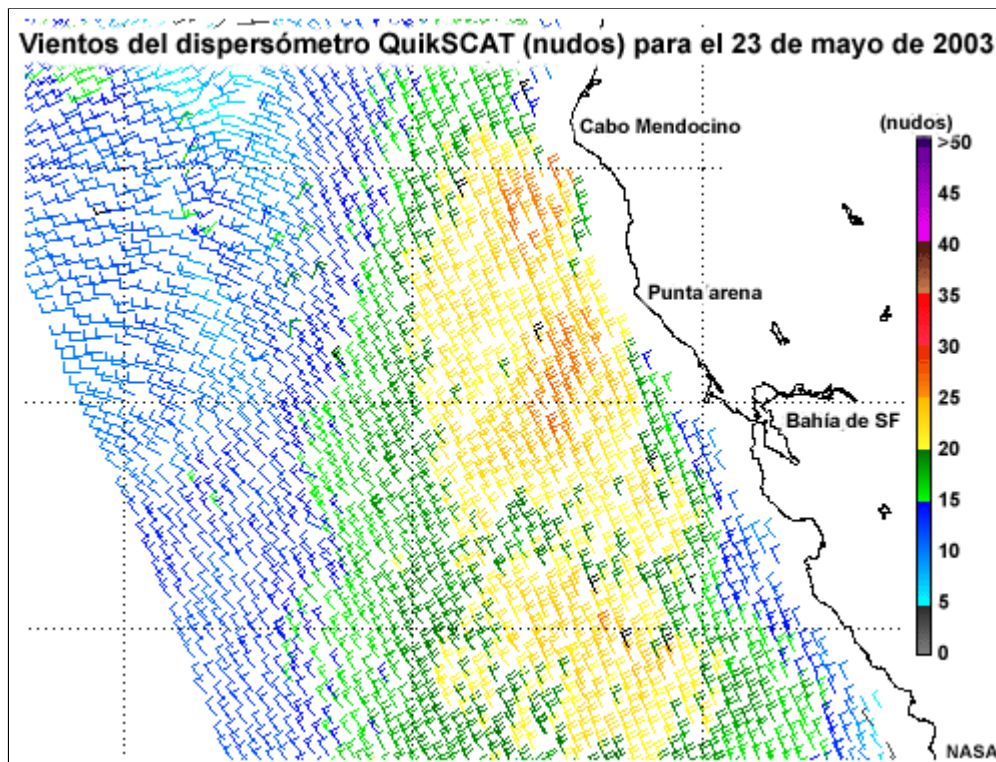 Vientos del dispersómetro QuikSCAT (nudos) para el 23 de mayo de 2003
Cabo Mendocino
(nudos)
>50
45
40
Punta arena
35
30
25
Bahía de SF
20
15
10
5
0
NASA